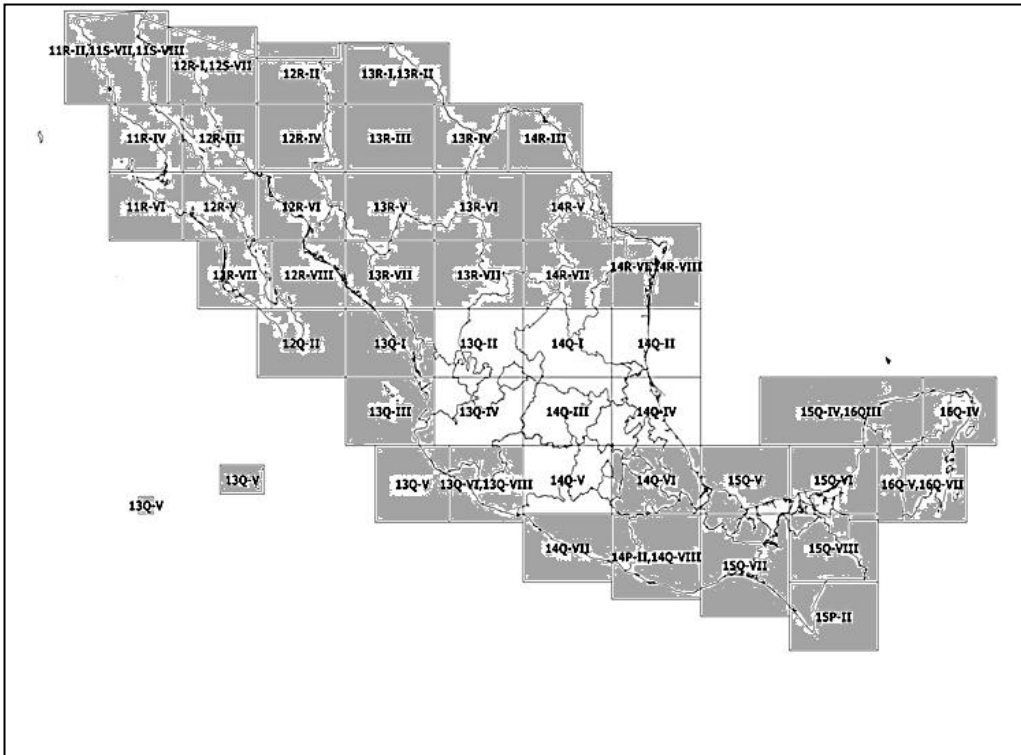 11R-II,11S-VII,11S-VIII
12R-I,12S-VII
12R-II
13R-I,13R-II
11R-IV
12R-III
12R-IV
13R-III
13R-IV
14R-III
11R-VI
12R-V
12R-VI
13R-V
13R-VI
14R-V
12R-VII
12R-VIII
13R-VII
13R-VII
14R-VII
14R-VI,14R-VIII
12Q-II
13Q-I
13Q-II
14Q-I
14Q-II
13Q-III
13Q-IV
14Q-III
14Q-IV
15Q-IV,16QIII
16Q-IV
13Q-V
13Q-V
13Q-V
13Q-VI,13Q-VIII
14Q-V
14Q-VI
15Q-V
15Q-VI
16Q-V,16Q-VII
14Q-VII
14P-II,14Q-VIII
15Q-VII
15Q-VIII
15P-II